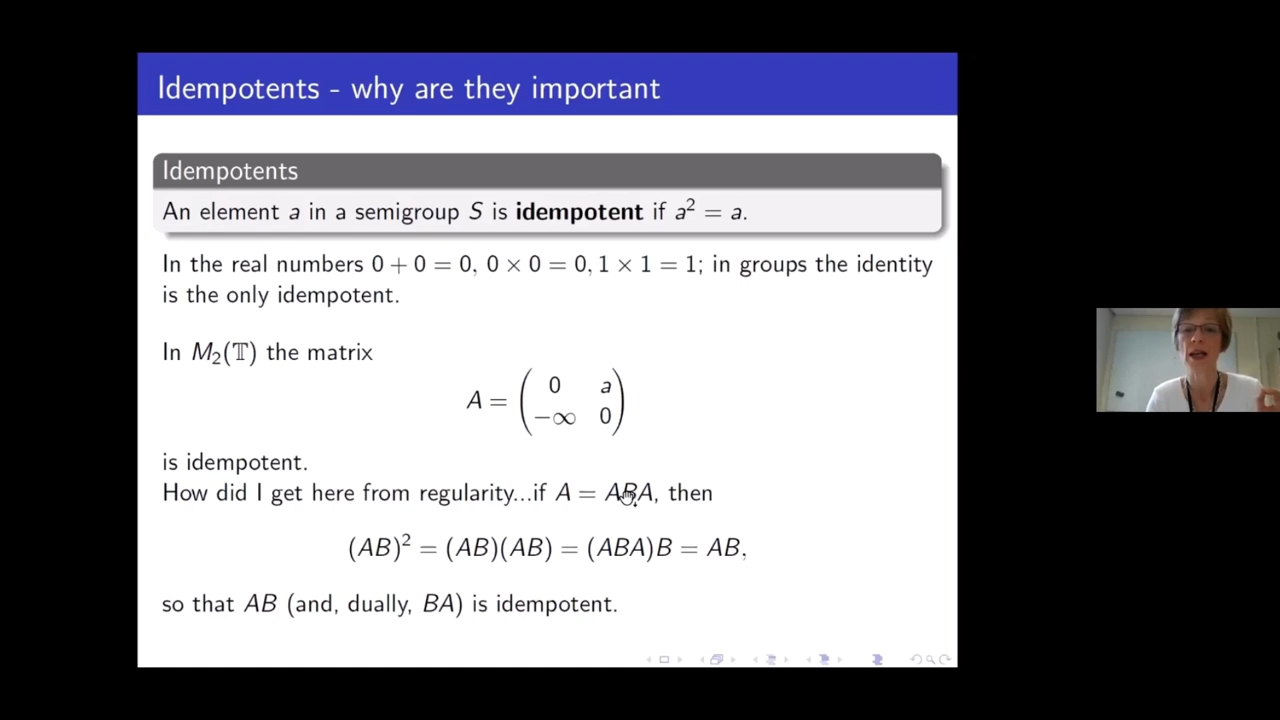 Idempotents - why are they important
Idempotents
An element a in a semigroup S is idempotent if a² = a.
In the real numbers 0 + 0 = 0, 0 × 0 = 0, 1 × 1 = 1; in groups the identity
is the only idempotent.
In M₂(𝕋) the matrix
A = ( 0 a
−∞ 0 )
is idempotent.
How did I get here from regularity...if A = ABA, then
(AB)² = (AB)(AB) = (ABA)B = AB,
so that AB (and, dually, BA) is idempotent.